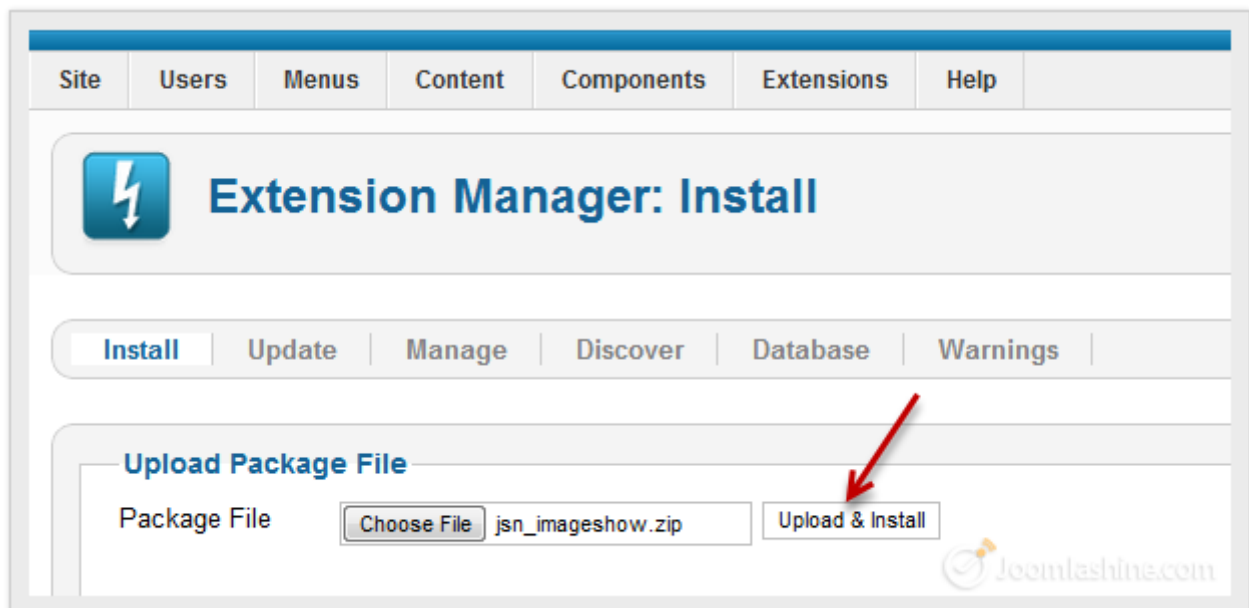 Site Users Menus Content Components Extensions Help
Extension Manager: Install
Install Update Manage Discover Database Warnings
Upload Package File
Package File Choose File jsn_imageshow.zip Upload & Install
Joomlashine.com